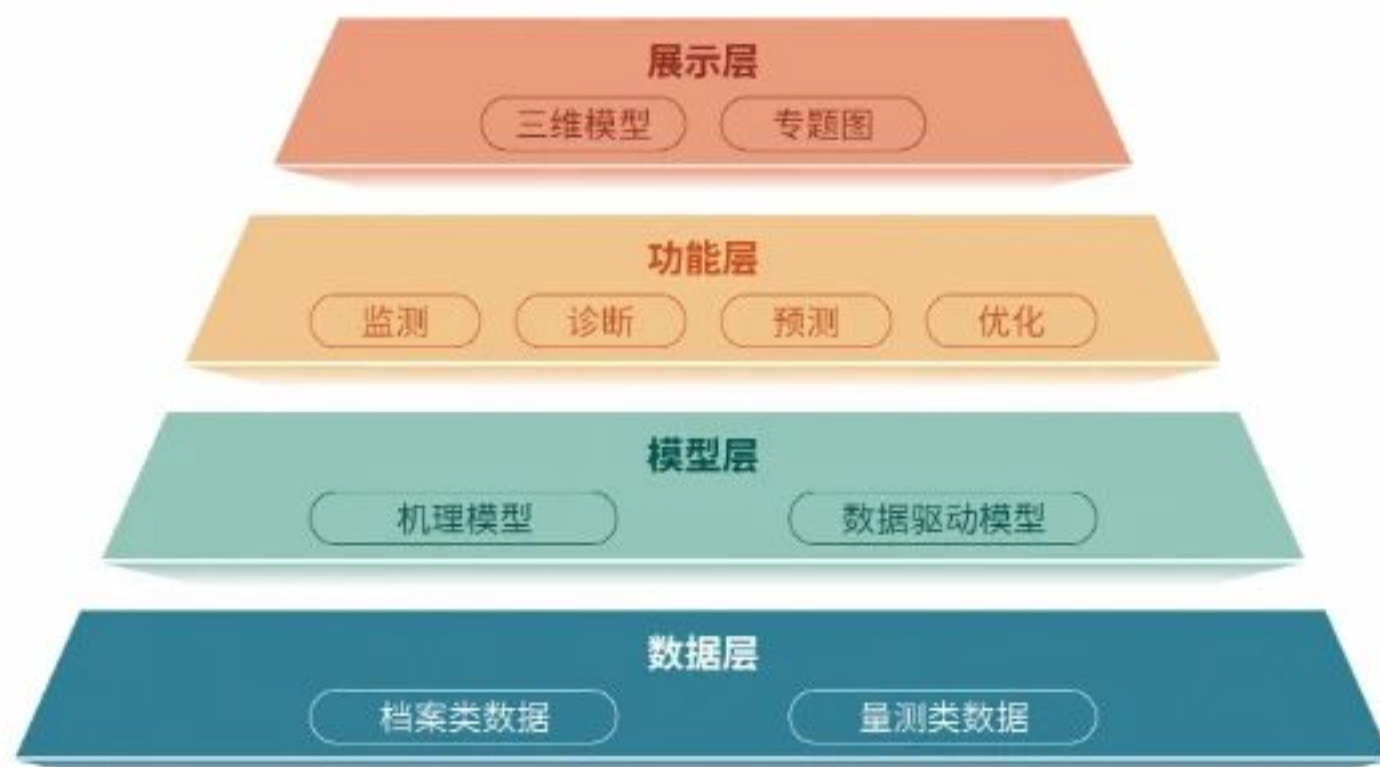 展示层
三维模型 专题图
功能层
监测 诊断 预测 优化
模型层
机理模型 数据驱动模型
数据层
档案类数据 量测类数据